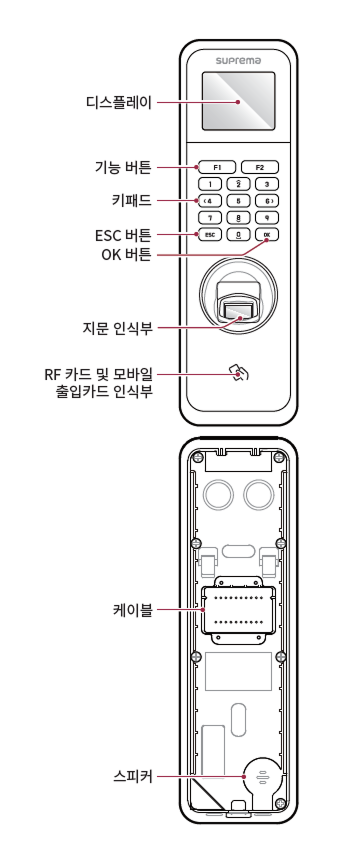 suprema
디스플레이
기능 버튼
F1 F2
1 2 3
키패드
‹4 5 6›
7 8 9
ESC 버튼
ESC 0 OK
OK 버튼
지문 인식부
RF 카드 및 모바일
출입카드 인식부
케이블
스피커